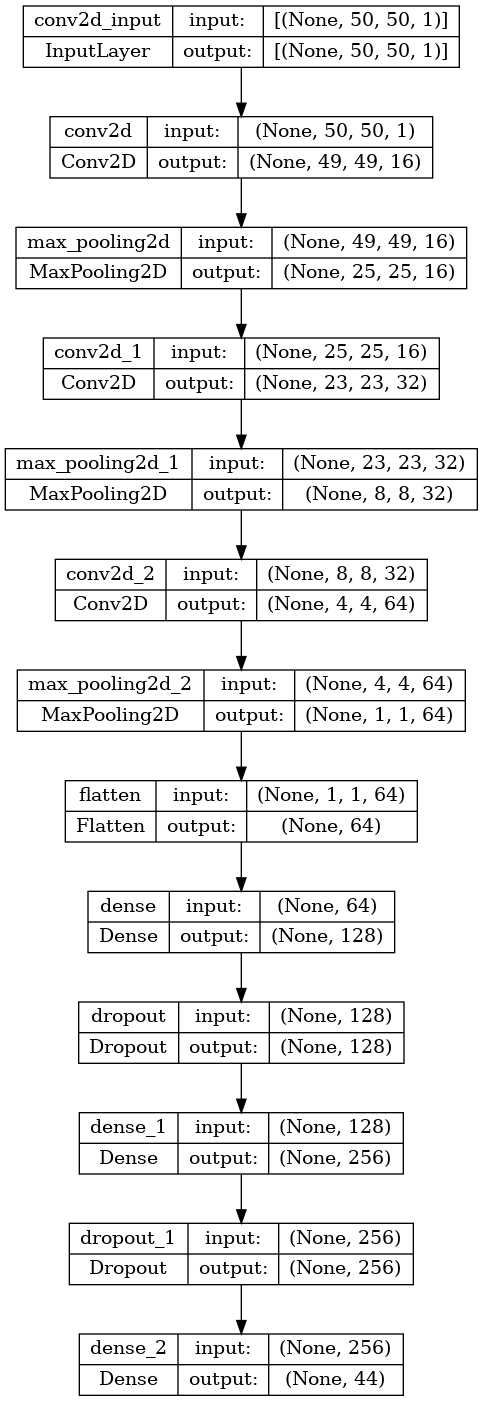 conv2d_input input: [(None, 50, 50, 1)]
InputLayer output: [(None, 50, 50, 1)]
conv2d input: (None, 50, 50, 1)
Conv2D output: (None, 49, 49, 16)
max_pooling2d input: (None, 49, 49, 16)
MaxPooling2D output: (None, 25, 25, 16)
conv2d_1 input: (None, 25, 25, 16)
Conv2D output: (None, 23, 23, 32)
max_pooling2d_1 input: (None, 23, 23, 32)
MaxPooling2D output: (None, 8, 8, 32)
conv2d_2 input: (None, 8, 8, 32)
Conv2D output: (None, 4, 4, 64)
max_pooling2d_2 input: (None, 4, 4, 64)
MaxPooling2D output: (None, 1, 1, 64)
flatten input: (None, 1, 1, 64)
Flatten output: (None, 64)
dense input: (None, 64)
Dense output: (None, 128)
dropout input: (None, 128)
Dropout output: (None, 128)
dense_1 input: (None, 128)
Dense output: (None, 256)
dropout_1 input: (None, 256)
Dropout output: (None, 256)
dense_2 input: (None, 256)
Dense output: (None, 44)